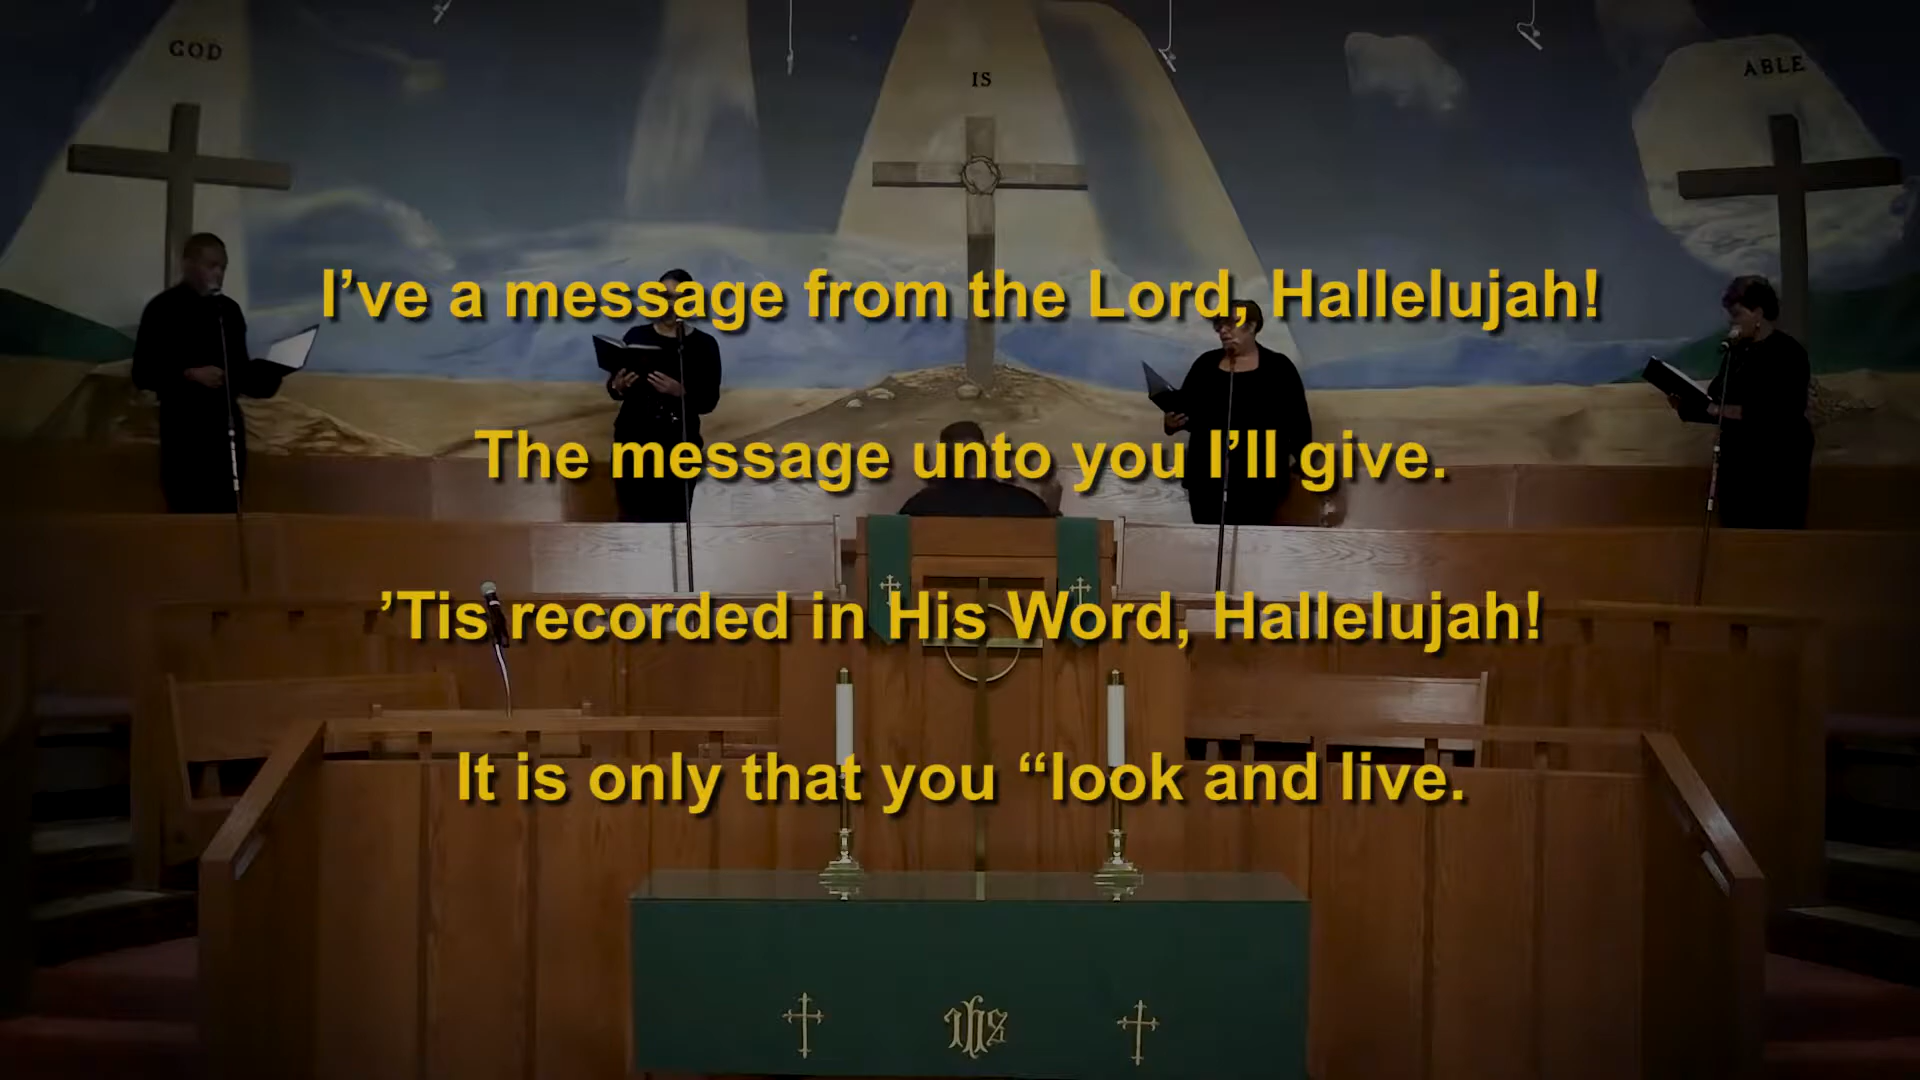 GOD
IS
ABLE
I’ve a message from the Lord, Hallelujah!
The message unto you I’ll give.
’Tis recorded in His Word, Hallelujah!
It is only that you “look and live.
IHS